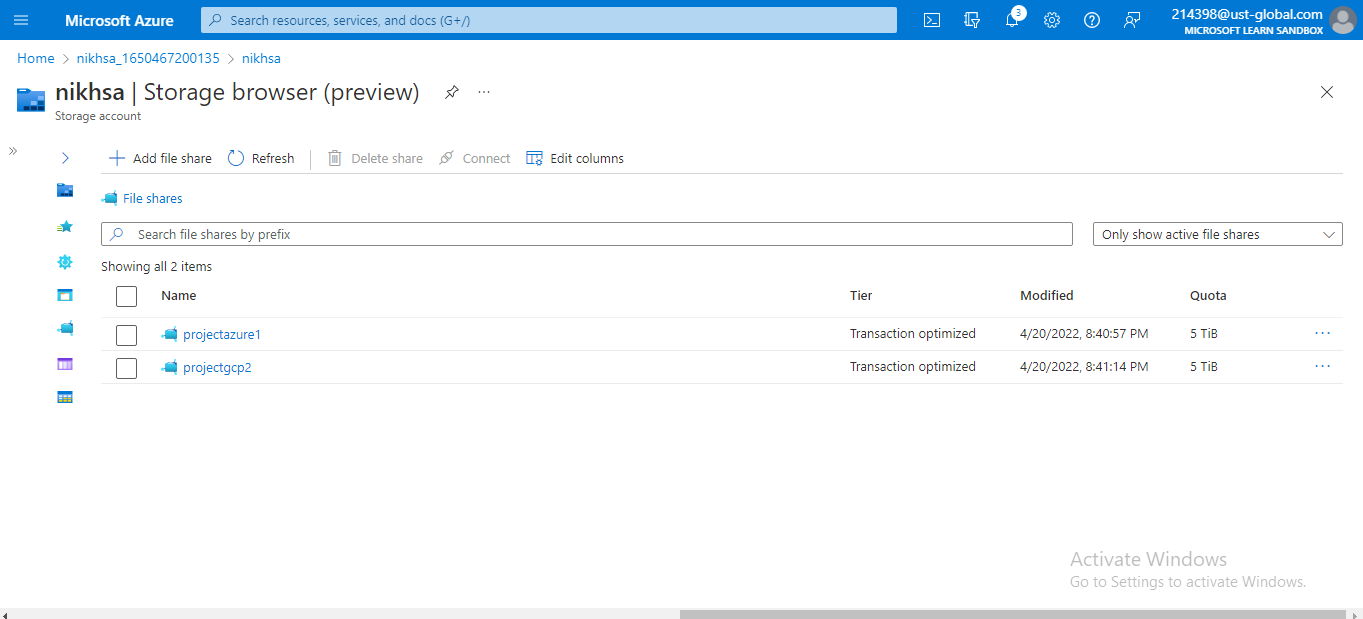 Microsoft Azure
Search resources, services, and docs (G+/)
3
214398@ust-global.com
MICROSOFT LEARN SANDBOX
Home > nikhsa_1650467200135 > nikhsa
nikhsa | Storage browser (preview)
Storage account
Add file share Refresh Delete share Connect Edit columns
File shares
Search file shares by prefix Only show active file shares
Showing all 2 items
Name Tier Modified Quota
projectazure1 Transaction optimized 4/20/2022, 8:40:57 PM 5 TiB
projectgcp2 Transaction optimized 4/20/2022, 8:41:14 PM 5 TiB
Activate Windows
Go to Settings to activate Windows.